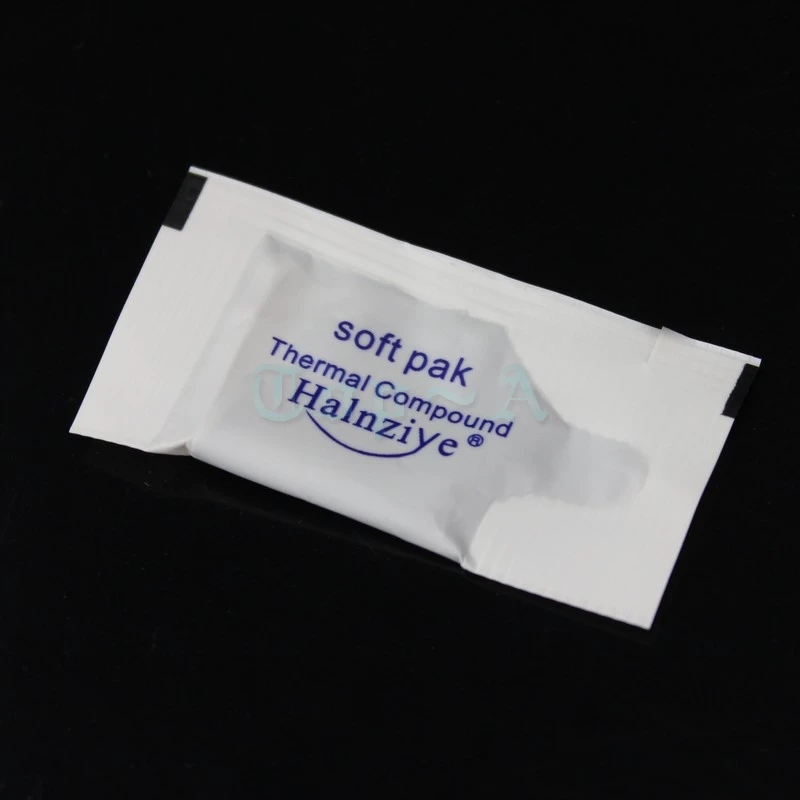 soft pak
Thermal Compound
Halnziye®